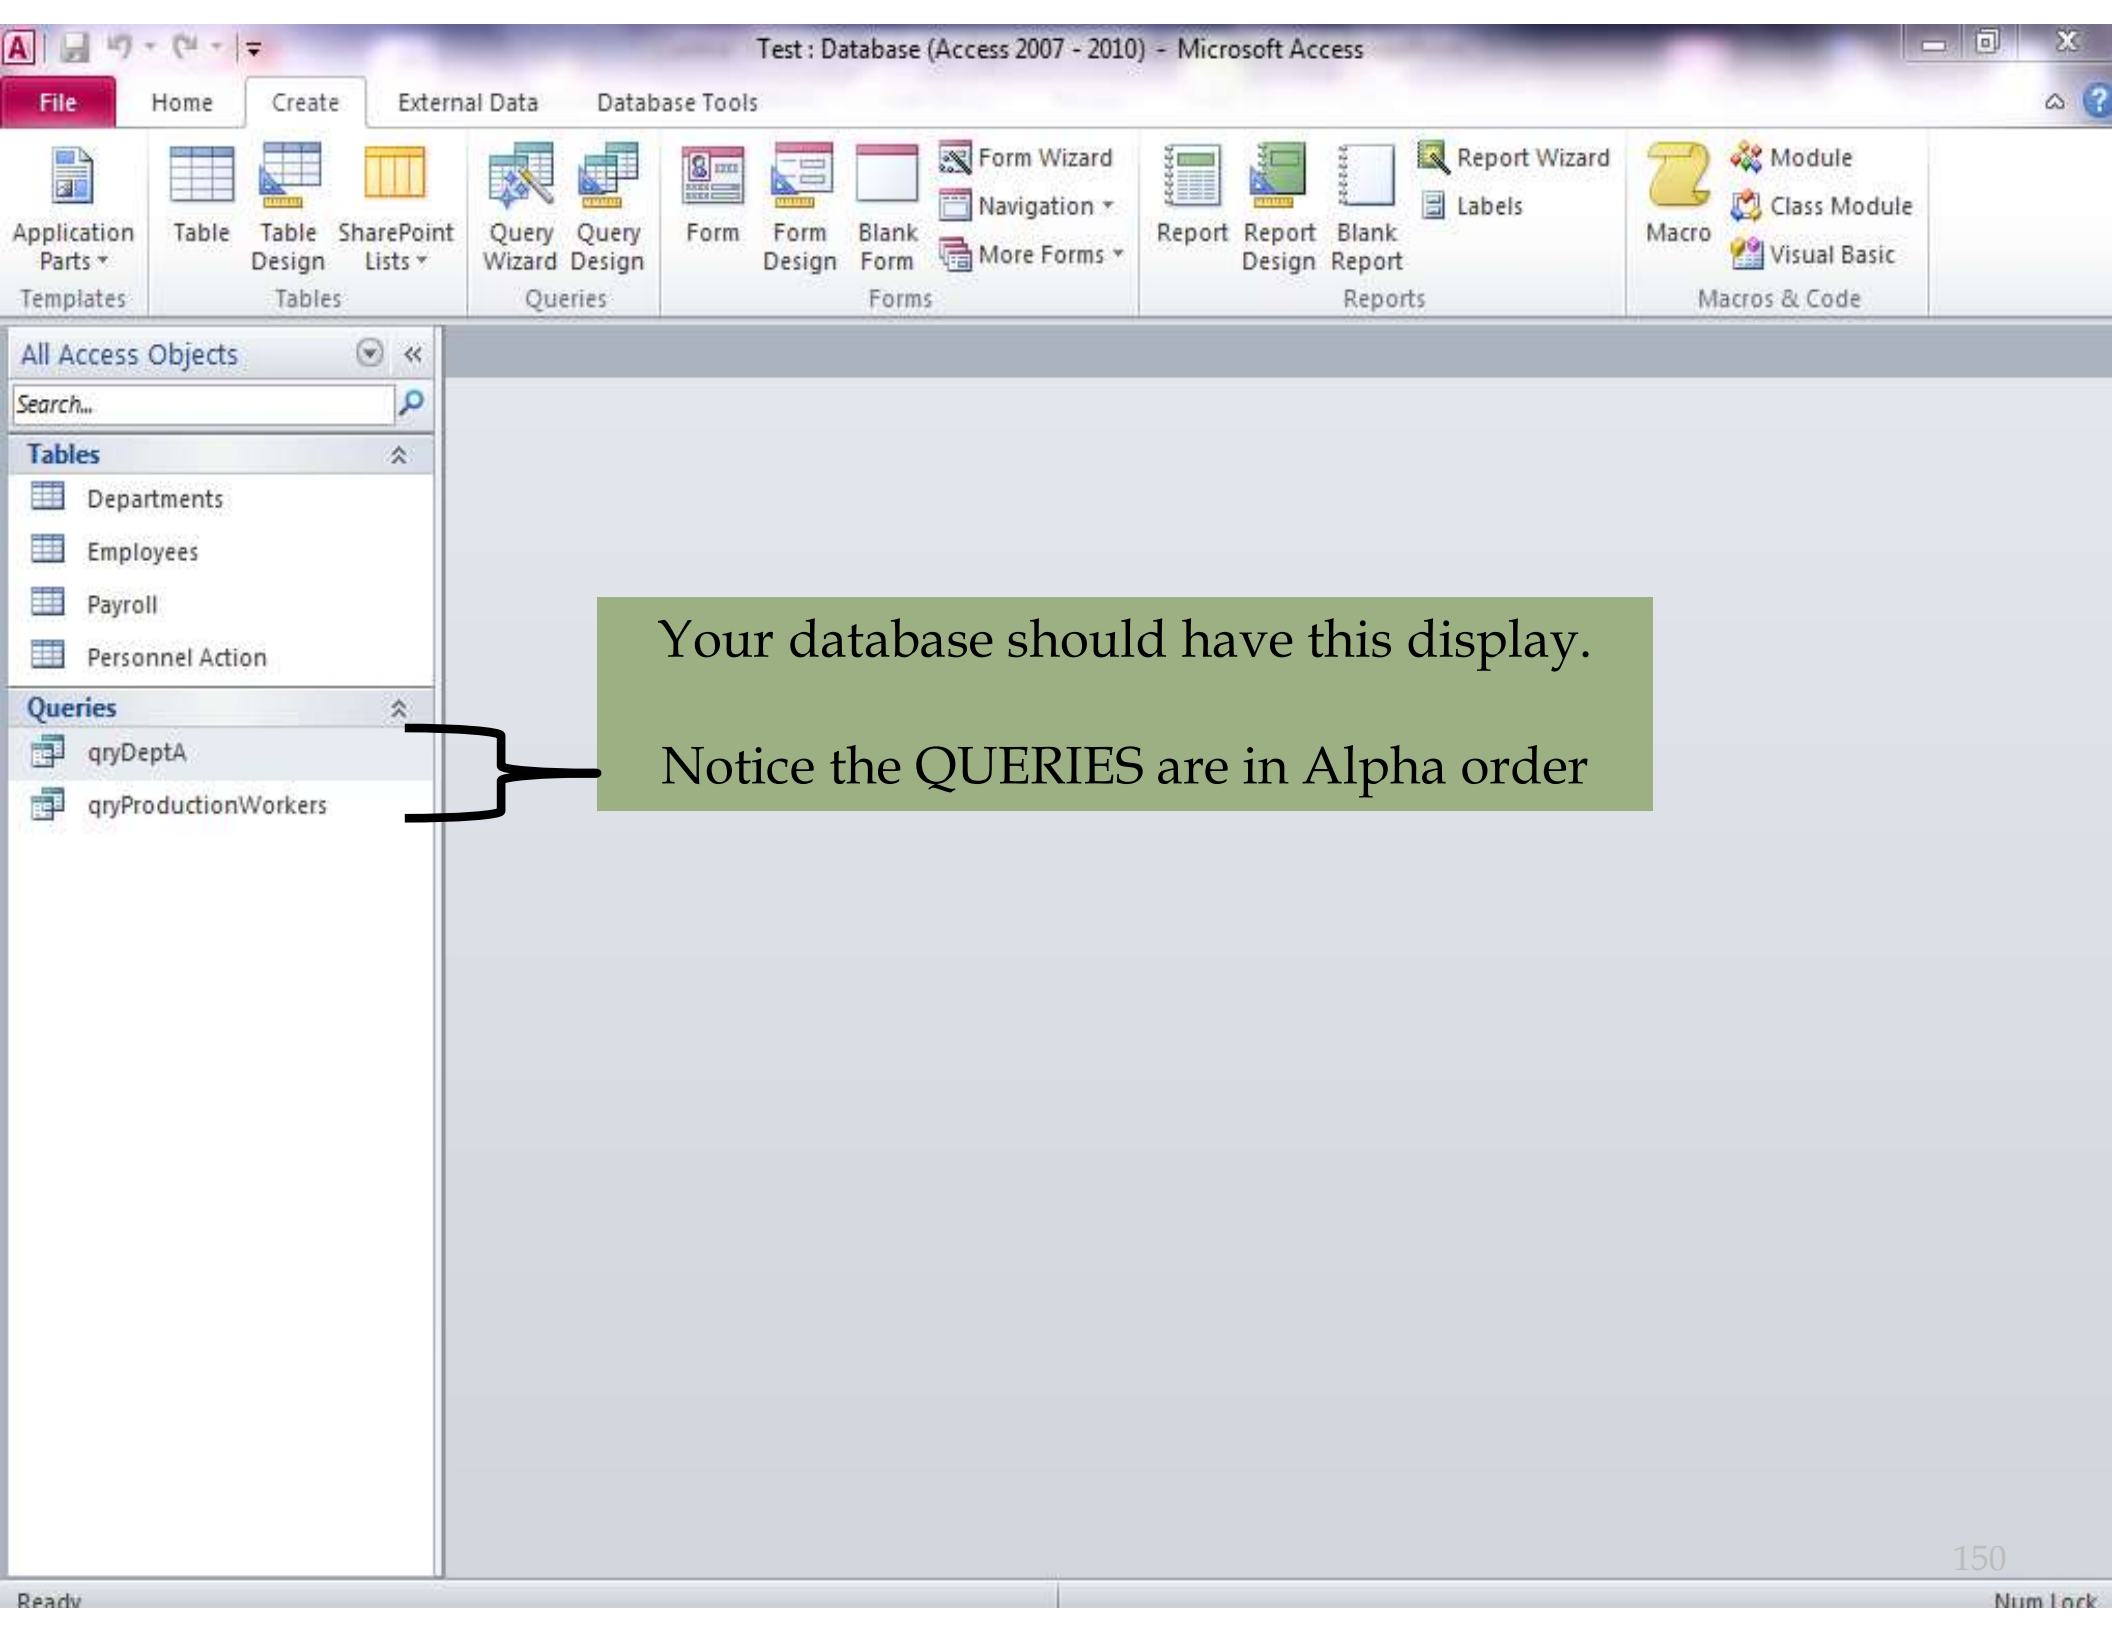 A
Test : Database (Access 2007 - 2010) - Microsoft Access
File Home Create External Data Database Tools
?
Application Parts
Table
Table Design
SharePoint Lists
Query Wizard
Query Design
Form
Form Design
Blank Form
Form Wizard
Navigation
More Forms
Report
Report Design
Blank Report
Report Wizard
Labels
Macro
Module
Class Module
Visual Basic
Templates Tables Queries Forms Reports Macros & Code
All Access Objects
Search...
Tables
Departments
Employees
Payroll
Personnel Action
Queries
qryDeptA
qryProductionWorkers
Your database should have this display.
Notice the QUERIES are in Alpha order
150
Ready
Num Lock